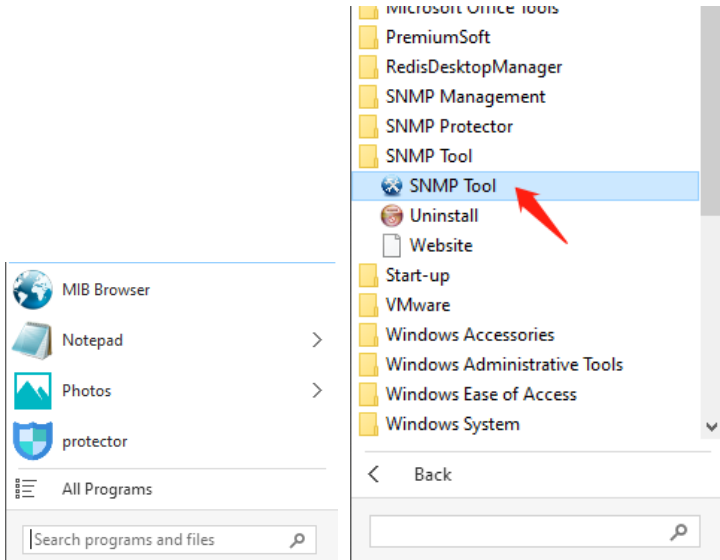 MIB Browser
Notepad
Photos
protector
All Programs
Search programs and files
Microsoft Office Tools
PremiumSoft
RedisDesktopManager
SNMP Management
SNMP Protector
SNMP Tool
SNMP Tool
Uninstall
Website
Start-up
VMware
Windows Accessories
Windows Administrative Tools
Windows Ease of Access
Windows System
Back